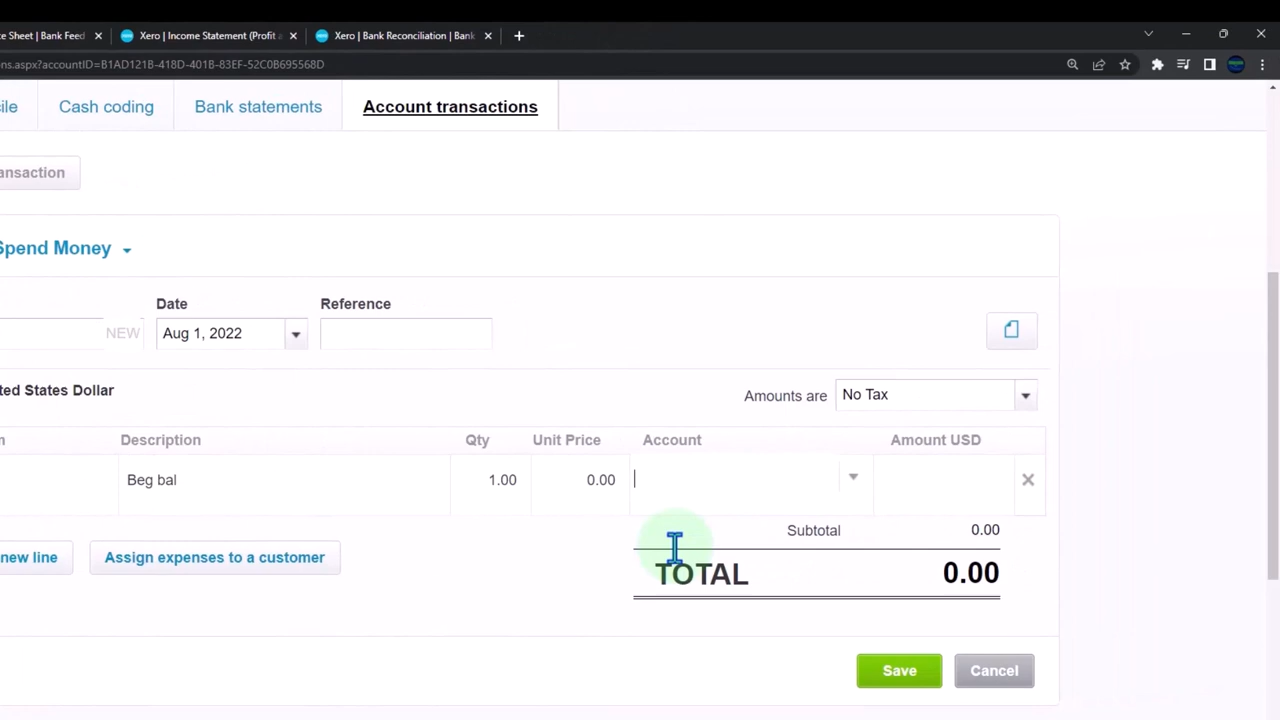 ce Sheet | Bank Feed
Xero | Income Statement (Profit a
Xero | Bank Reconciliation | Bank
ns.aspx?accountID=B1AD121B-418D-401B-83EF-52C0B695568D
cile Cash coding Bank statements Account transactions
ansaction
Spend Money
Date Reference
NEW Aug 1, 2022
ted States Dollar
Amounts are No Tax
m Description Qty Unit Price Account Amount USD
Beg bal 1.00 0.00
Subtotal 0.00
new line Assign expenses to a customer
TOTAL 0.00
Save Cancel